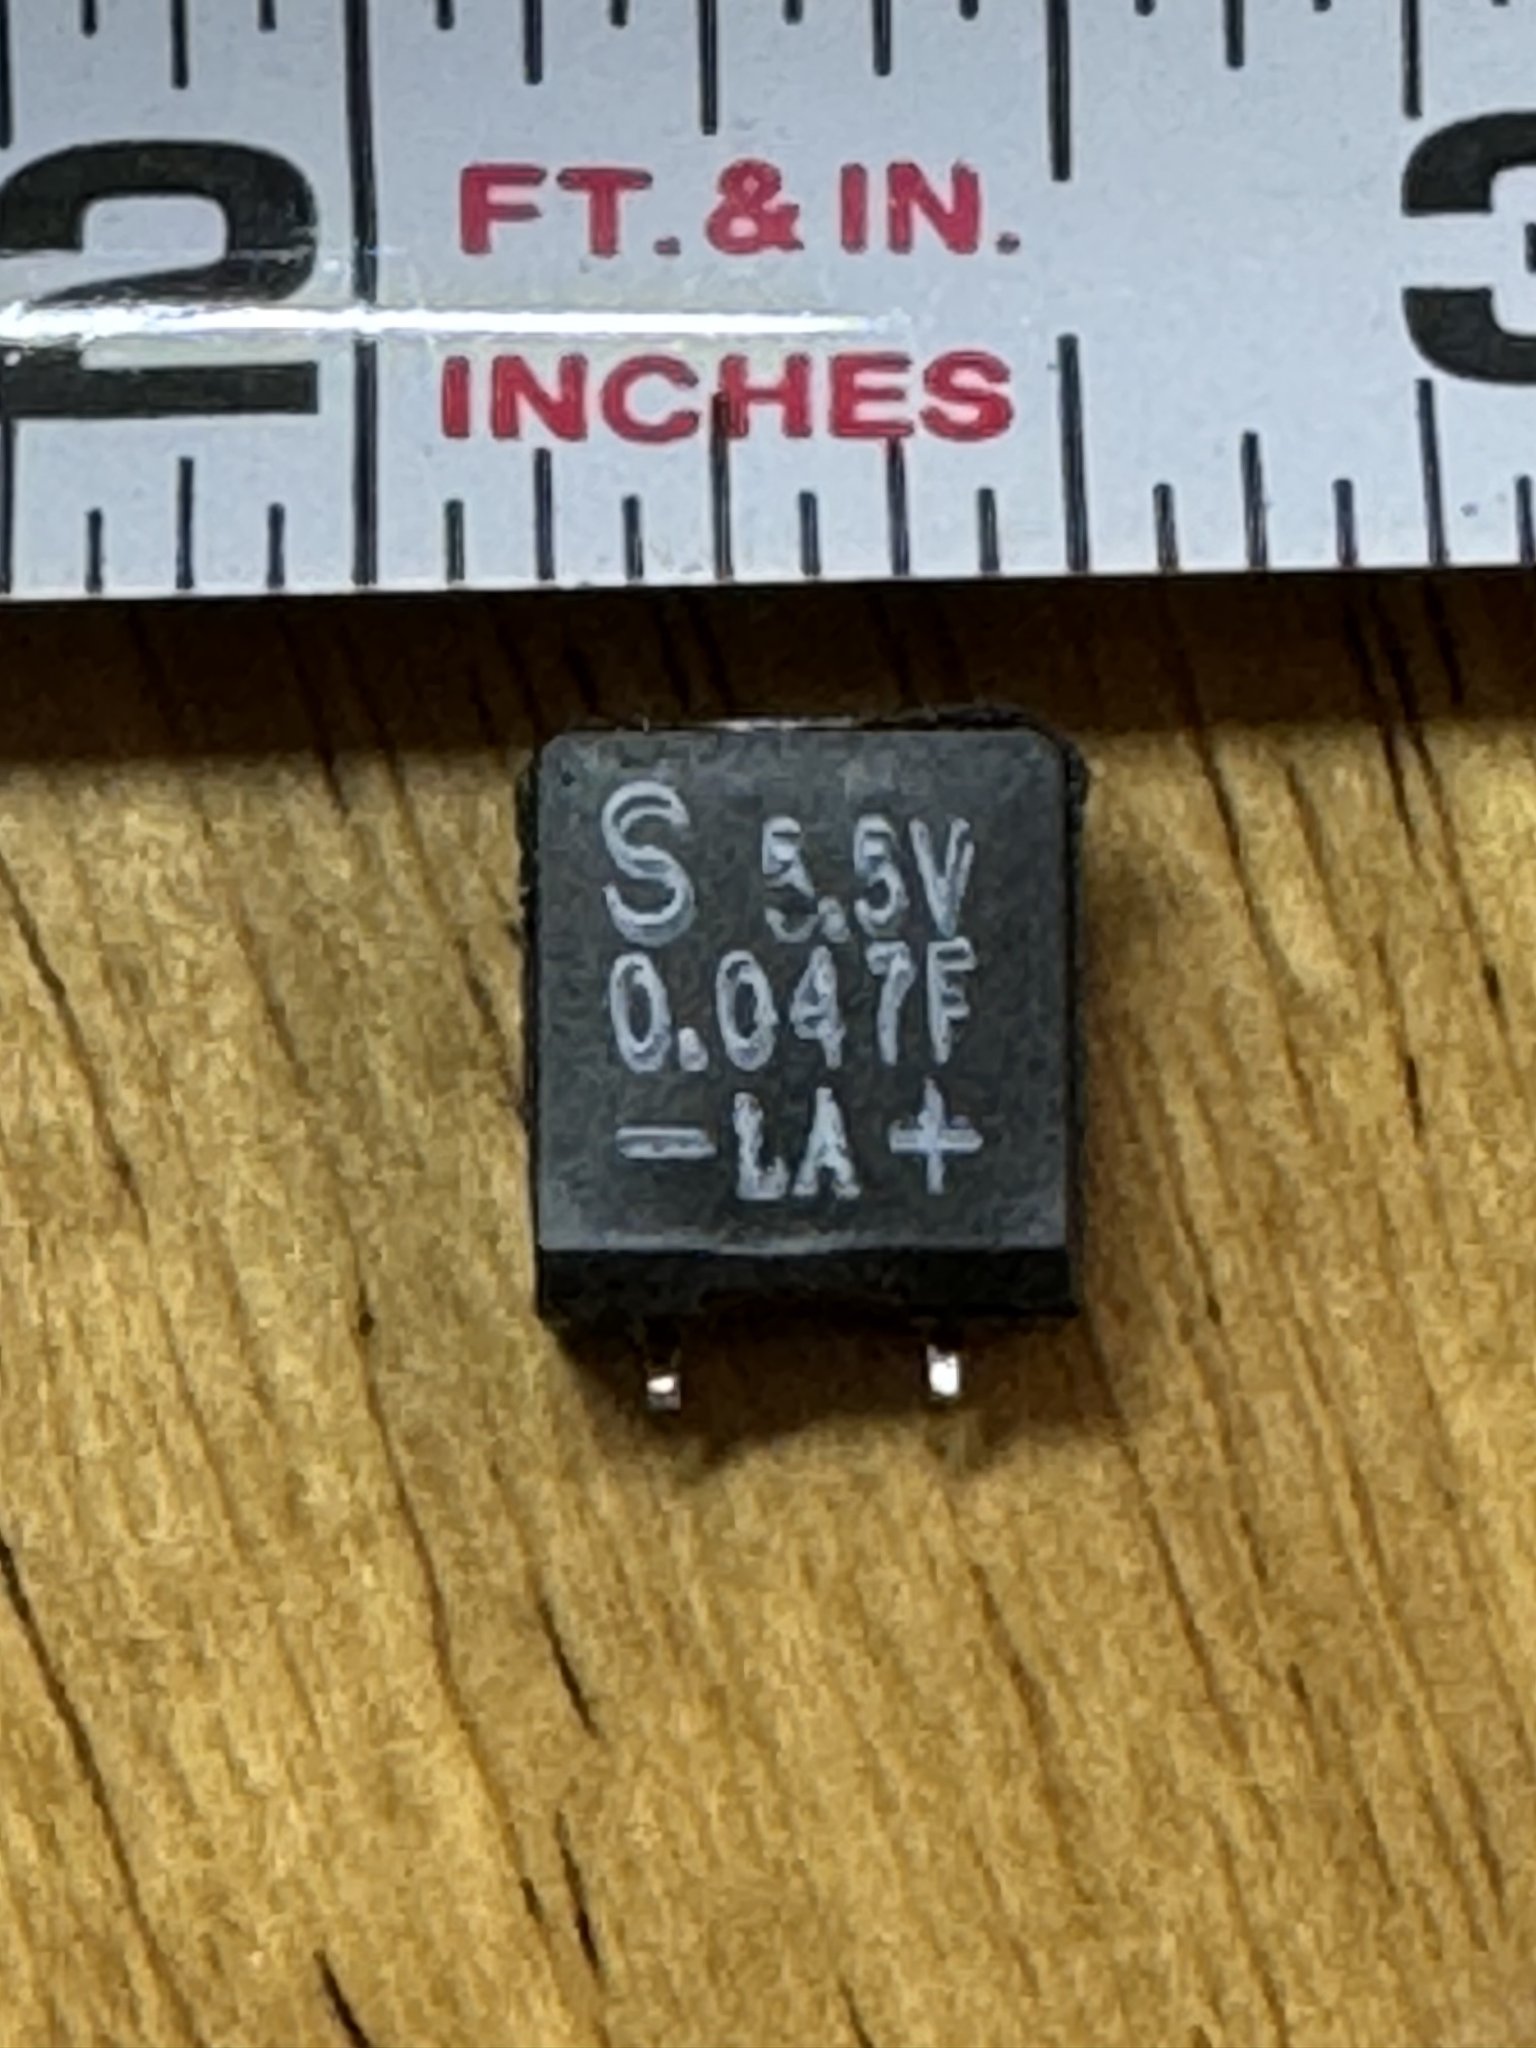 2 FT. & IN. 3
INCHES
S 5.5V
0.047F
– LA +